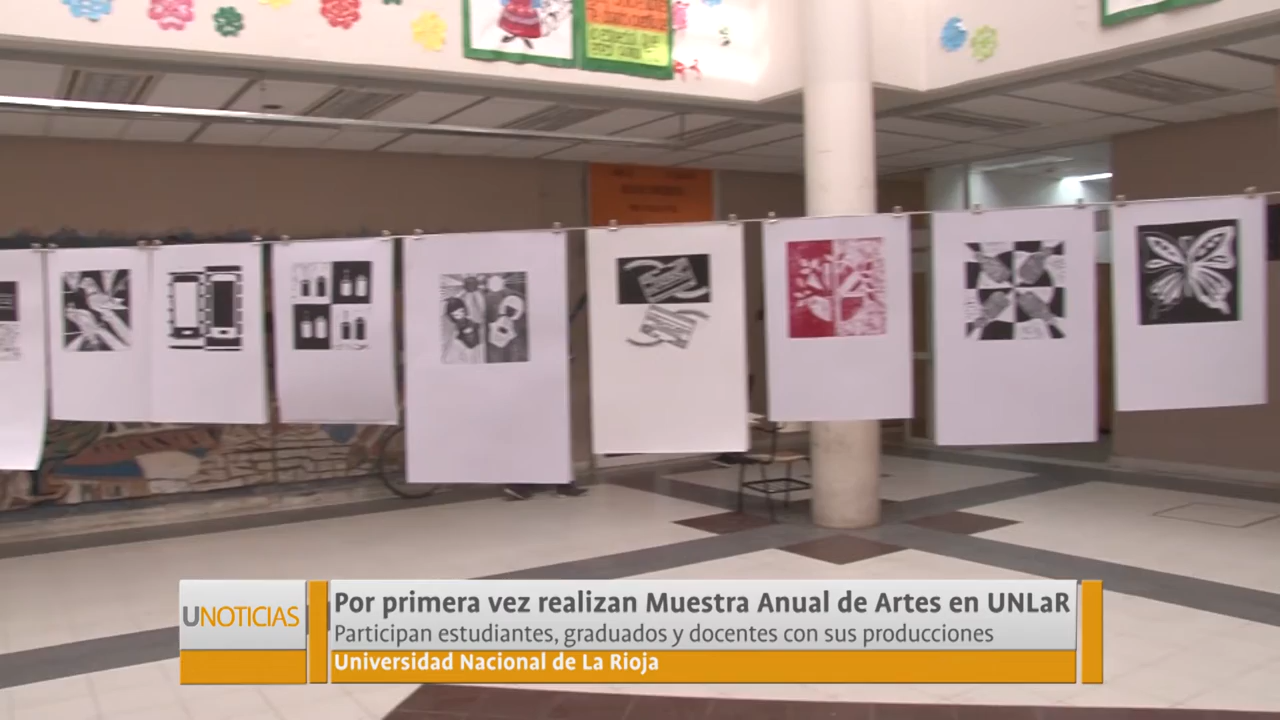 UNOTICIAS
Por primera vez realizan Muestra Anual de Artes en UNLaR
Participan estudiantes, graduados y docentes con sus producciones
Universidad Nacional de La Rioja